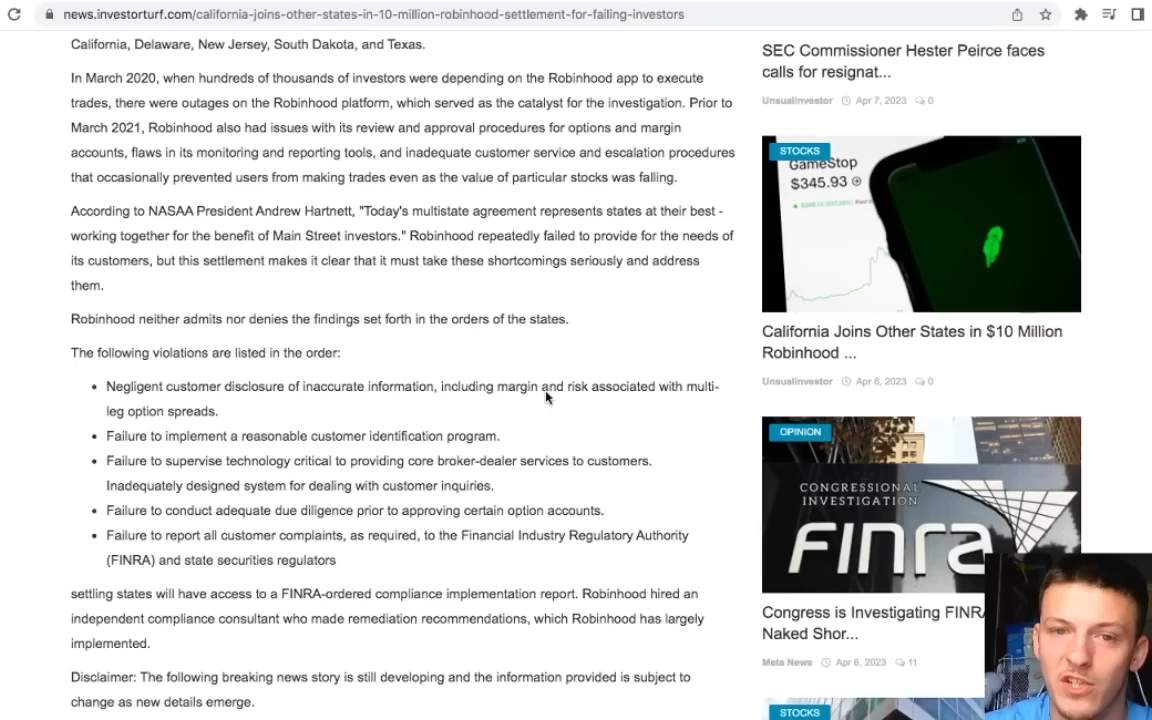 news.investorturf.com/california-joins-other-states-in-10-million-robinhood-settlement-for-failing-investors
California, Delaware, New Jersey, South Dakota, and Texas.
In March 2020, when hundreds of thousands of investors were depending on the Robinhood app to execute
trades, there were outages on the Robinhood platform, which served as the catalyst for the investigation. Prior to
March 2021, Robinhood also had issues with its review and approval procedures for options and margin
accounts, flaws in its monitoring and reporting tools, and inadequate customer service and escalation procedures
that occasionally prevented users from making trades even as the value of particular stocks was falling.
According to NASAA President Andrew Hartnett, "Today's multistate agreement represents states at their best -
working together for the benefit of Main Street investors." Robinhood repeatedly failed to provide for the needs of
its customers, but this settlement makes it clear that it must take these shortcomings seriously and address
them.
Robinhood neither admits nor denies the findings set forth in the orders of the states.
The following violations are listed in the order:
• Negligent customer disclosure of inaccurate information, including margin and risk associated with multi-
leg option spreads.
• Failure to implement a reasonable customer identification program.
• Failure to supervise technology critical to providing core broker-dealer services to customers.
Inadequately designed system for dealing with customer inquiries.
• Failure to conduct adequate due diligence prior to approving certain option accounts.
• Failure to report all customer complaints, as required, to the Financial Industry Regulatory Authority
(FINRA) and state securities regulators
settling states will have access to a FINRA-ordered compliance implementation report. Robinhood hired an
independent compliance consultant who made remediation recommendations, which Robinhood has largely
implemented.
Disclaimer: The following breaking news story is still developing and the information provided is subject to
change as new details emerge.
SEC Commissioner Hester Peirce faces
calls for resignat...
UnsualInvestor Apr 7, 2023 0
STOCKS
GameStop
$345.93
California Joins Other States in $10 Million
Robinhood ...
UnsualInvestor Apr 6, 2023 0
OPINION
CONGRESSIONAL
INVESTIGATION
FINRA
Congress is Investigating FINRA
Naked Shor...
Meta News Apr 6, 2023 11
STOCKS